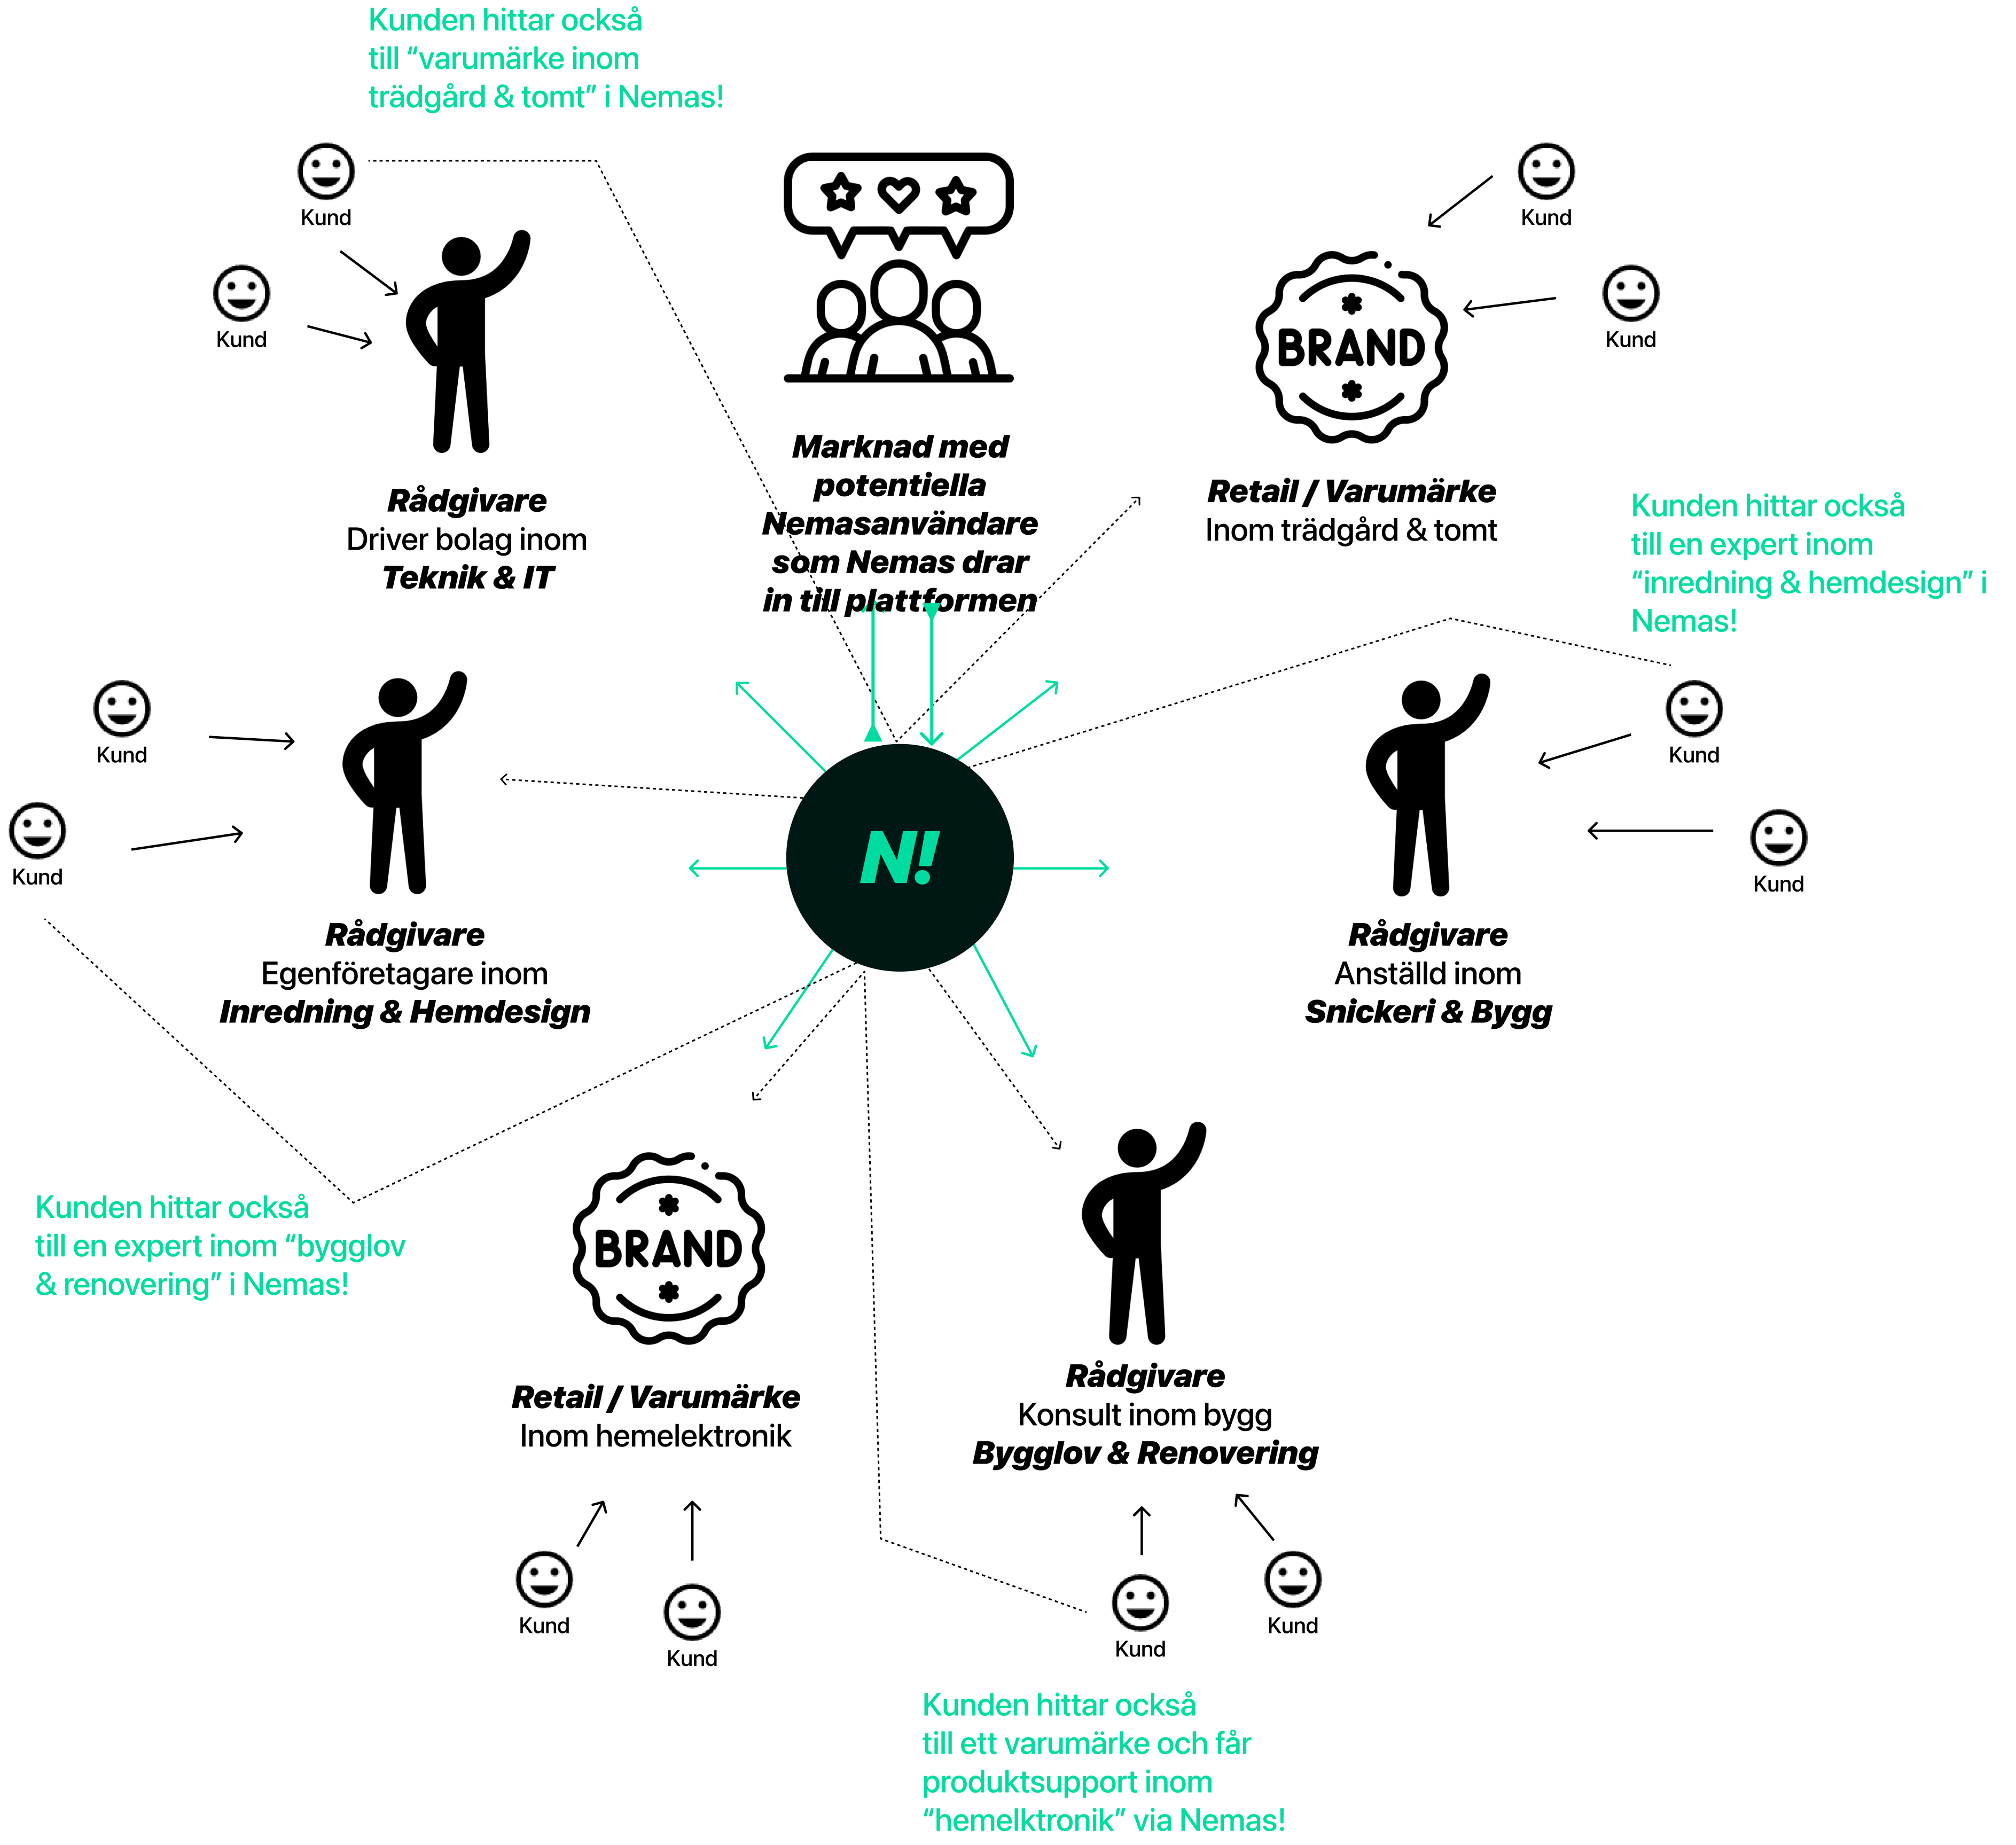 Kunden hittar också
till “varumärke inom
trädgård & tomt” i Nemas!
Kund
Kund
Rådgivare
Driver bolag inom
Teknik & IT
Marknad med
potentiella
Nemasanvändare
som Nemas drar
in till plattformen
Kund
Kund
BRAND
Retail / Varumärke
Inom trädgård & tomt
Kunden hittar också
till en expert inom
“inredning & hemdesign” i
Nemas!
Kund
Kund
Rådgivare
Egenföretagare inom
Inredning & Hemdesign
N!
Kund
Kund
Rådgivare
Anställd inom
Snickeri & Bygg
Kunden hittar också
till en expert inom “bygglov
& renovering” i Nemas!
BRAND
Retail / Varumärke
Inom hemelektronik
Kund
Kund
Rådgivare
Konsult inom bygg
Bygglov & Renovering
Kund
Kund
Kunden hittar också
till ett varumärke och får
produktsupport inom
“hemelktronik” via Nemas!